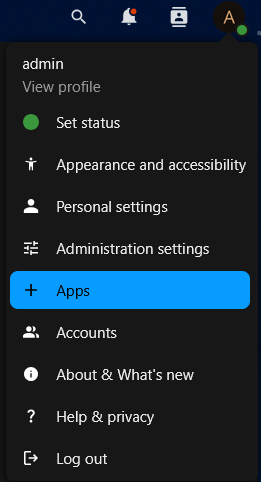 A
admin
View profile
Set status
Appearance and accessibility
Personal settings
Administration settings
Apps
Accounts
About & What's new
Help & privacy
Log out